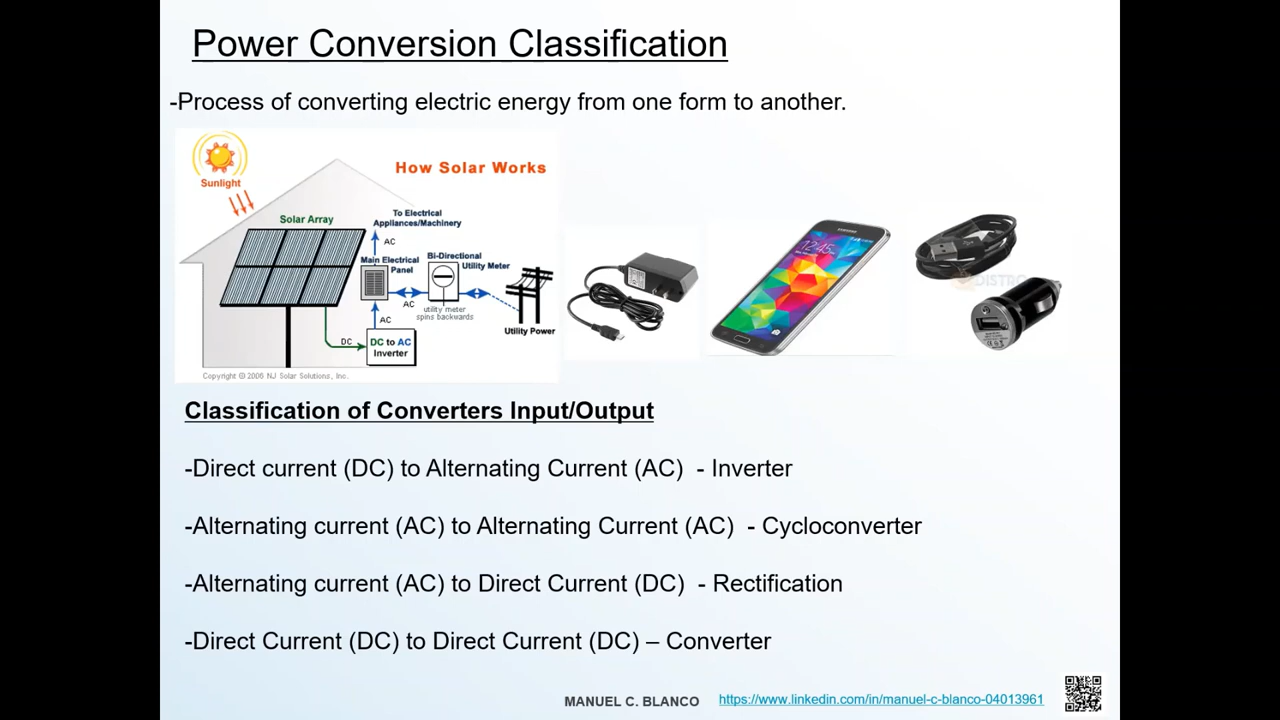 Power Conversion Classification
-Process of converting electric energy from one form to another.
How Solar Works
Sunlight
Solar Array
To Electrical
Appliances/Machinery
AC
Main Electrical
Panel
Bi-Directional
Utility Meter
AC
utility meter
spins backwards
Utility Power
AC
DC
DC to AC
Inverter
Copyright © 2006 NJ Solar Solutions, Inc.
SAMSUNG
12:45
DISTRO
Classification of Converters Input/Output
-Direct current (DC) to Alternating Current (AC) - Inverter
-Alternating current (AC) to Alternating Current (AC) - Cycloconverter
-Alternating current (AC) to Direct Current (DC) - Rectification
-Direct Current (DC) to Direct Current (DC) – Converter
MANUEL C. BLANCO
https://www.linkedin.com/in/manuel-c-blanco-04013961